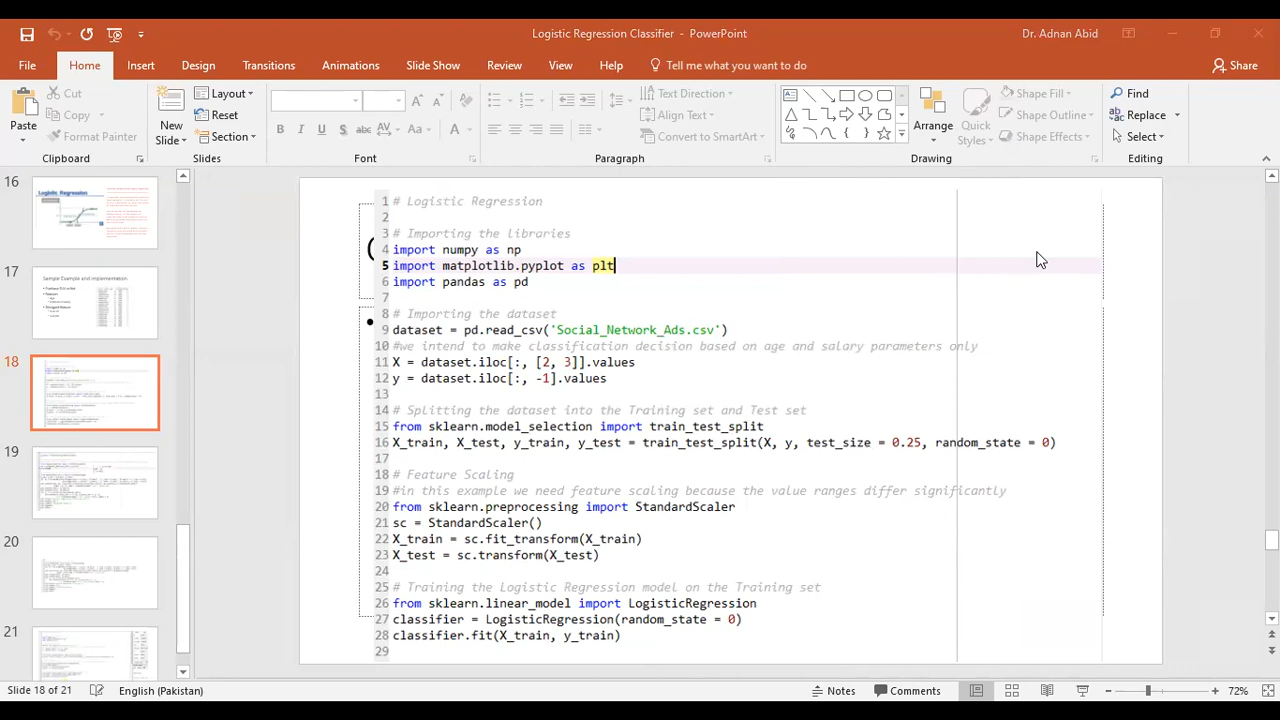 Logistic Regression Classifier - PowerPoint
Dr. Adnan Abid
File Home Insert Design Transitions Animations Slide Show Review View Help Tell me what you want to do Share
Paste
Cut
Copy
Format Painter
Clipboard
New Slide
Layout
Reset
Section
Slides
B I U S abc AV Aa A
Font
Text Direction
Align Text
Convert to SmartArt
Paragraph
Arrange
Quick Styles
Shape Fill
Shape Outline
Shape Effects
Drawing
Find
Replace
Select
Editing
16
Logistic Regression
17
Sample Example and Implementation
18
19
20
21
1 # Logistic Regression
2
3 # Importing the libraries
4 import numpy as np
5 import matplotlib.pyplot as plt
6 import pandas as pd
7
8 # Importing the dataset
9 dataset = pd.read_csv('Social_Network_Ads.csv')
10 #we intend to make classification decision based on age and salary parameters only
11 X = dataset.iloc[:, [2, 3]].values
12 y = dataset.iloc[:, -1].values
13
14 # Splitting the dataset into the Training set and Test set
15 from sklearn.model_selection import train_test_split
16 X_train, X_test, y_train, y_test = train_test_split(X, y, test_size = 0.25, random_state = 0)
17
18 # Feature Scaling
19 #in this example we need feature scaling because the value ranges differ significantly
20 from sklearn.preprocessing import StandardScaler
21 sc = StandardScaler()
22 X_train = sc.fit_transform(X_train)
23 X_test = sc.transform(X_test)
24
25 # Training the Logistic Regression model on the Training set
26 from sklearn.linear_model import LogisticRegression
27 classifier = LogisticRegression(random_state = 0)
28 classifier.fit(X_train, y_train)
29
Slide 18 of 21 English (Pakistan) Notes Comments 72%